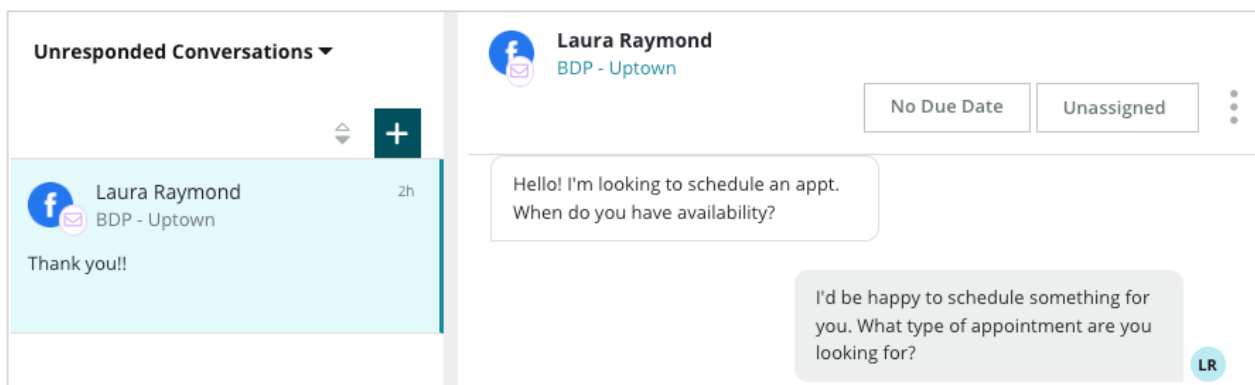 Unresponded Conversations
Laura Raymond
2h
BDP - Uptown
Thank you!!
Laura Raymond
BDP - Uptown
No Due Date
Unassigned
Hello! I'm looking to schedule an appt.
When do you have availability?
I'd be happy to schedule something for
you. What type of appointment are you
looking for?
LR